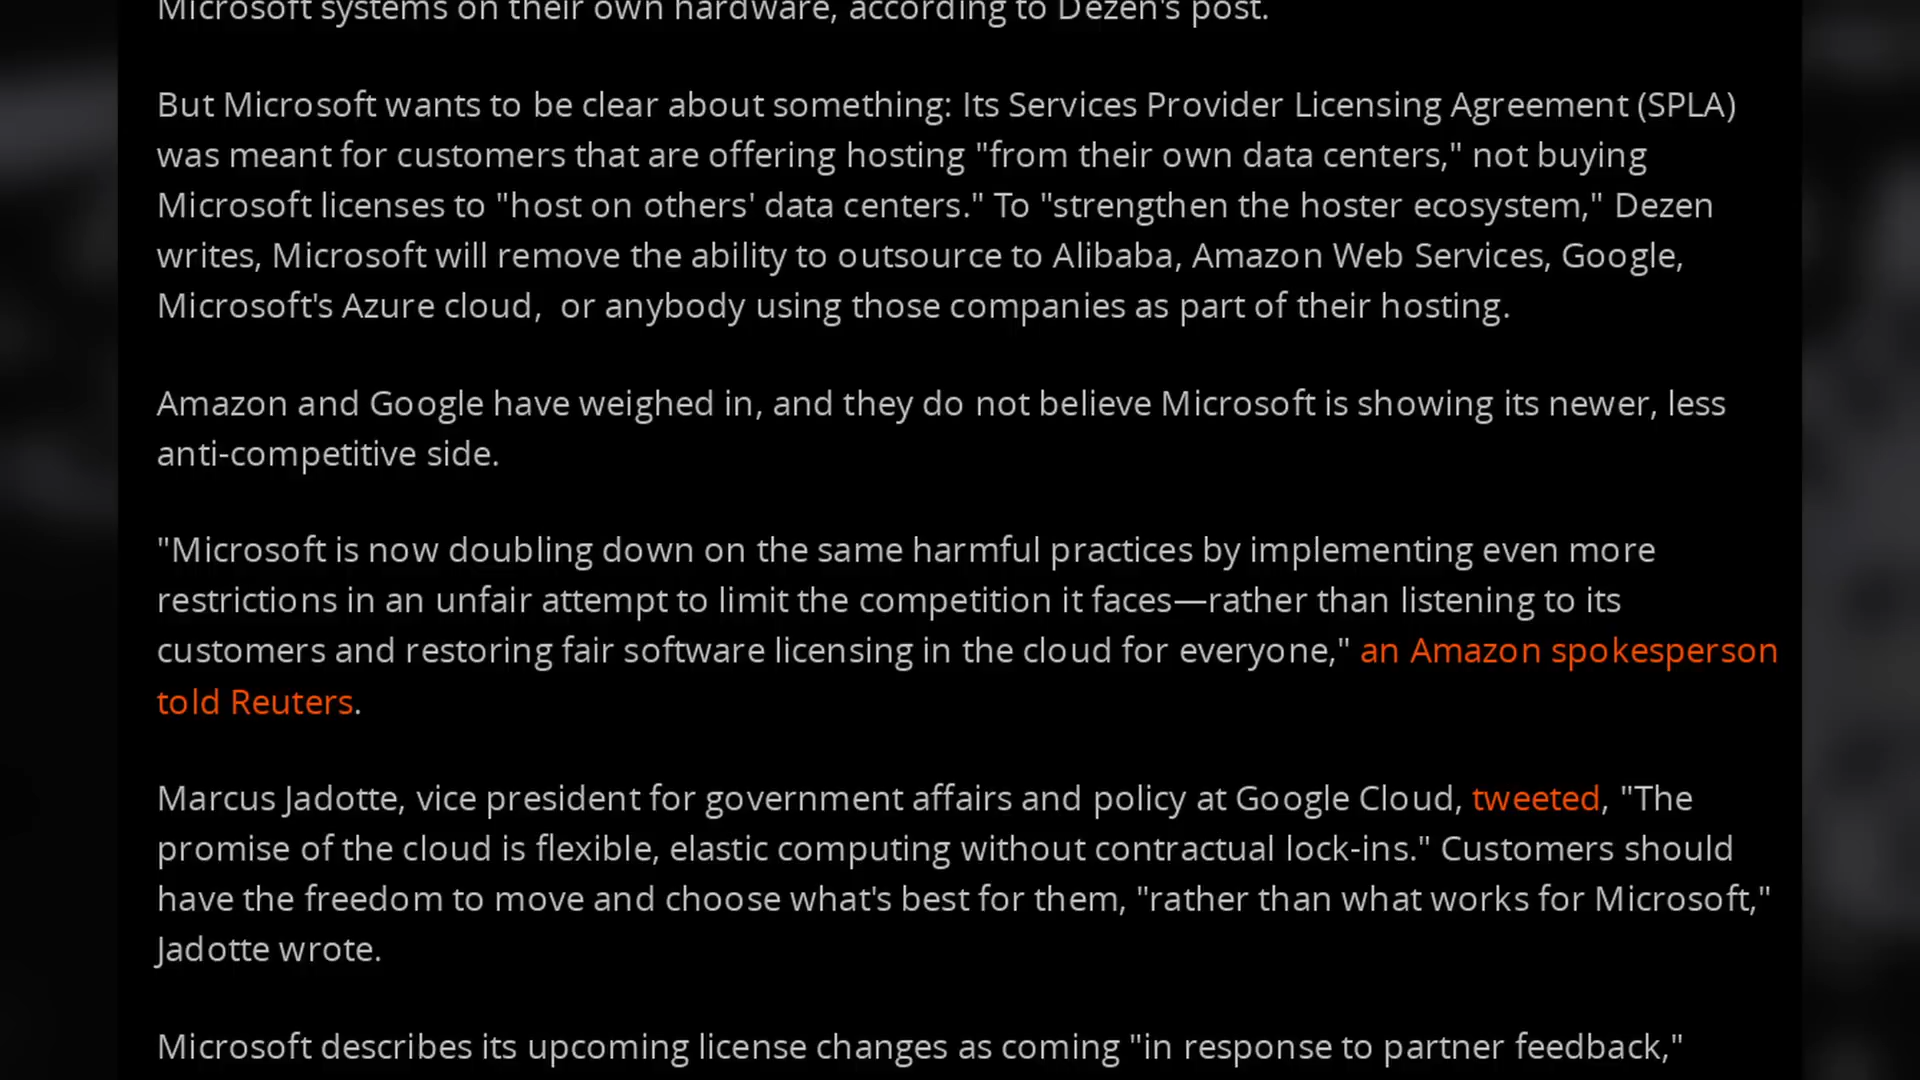 Microsoft systems on their own hardware, according to Dezen's post.
But Microsoft wants to be clear about something: Its Services Provider Licensing Agreement (SPLA)
was meant for customers that are offering hosting "from their own data centers," not buying
Microsoft licenses to "host on others' data centers." To "strengthen the hoster ecosystem," Dezen
writes, Microsoft will remove the ability to outsource to Alibaba, Amazon Web Services, Google,
Microsoft's Azure cloud,  or anybody using those companies as part of their hosting.
Amazon and Google have weighed in, and they do not believe Microsoft is showing its newer, less
anti-competitive side.
"Microsoft is now doubling down on the same harmful practices by implementing even more
restrictions in an unfair attempt to limit the competition it faces—rather than listening to its
customers and restoring fair software licensing in the cloud for everyone," an Amazon spokesperson
told Reuters.
Marcus Jadotte, vice president for government affairs and policy at Google Cloud, tweeted, "The
promise of the cloud is flexible, elastic computing without contractual lock-ins." Customers should
have the freedom to move and choose what's best for them, "rather than what works for Microsoft,"
Jadotte wrote.
Microsoft describes its upcoming license changes as coming "in response to partner feedback,"